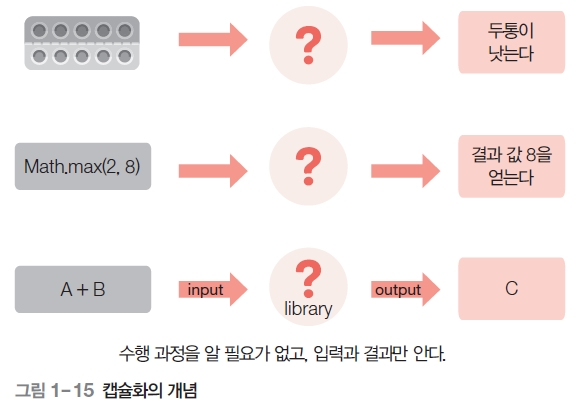 ?
두통이
낫는다
Math.max(2, 8)
?
결과 값 8을
얻는다
A + B
input
?
library
output
C
수행 과정을 알 필요가 없고, 입력과 결과만 안다.
그림 1-15 캡슐화의 개념